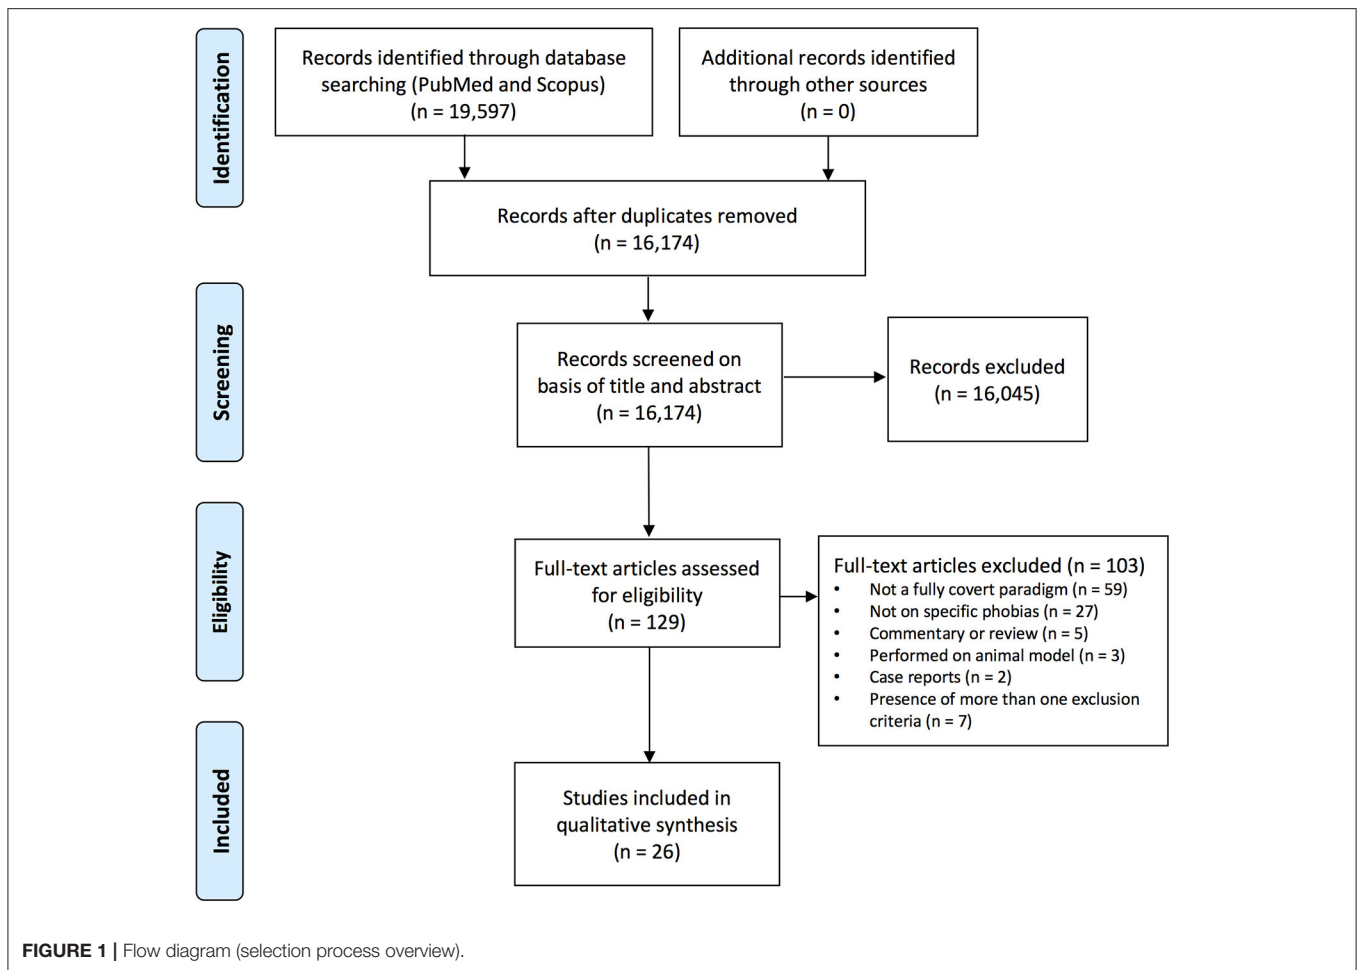 Identification
Records identified through database
searching (PubMed and Scopus)
(n = 19,597)
Additional records identified
through other sources
(n = 0)
Records after duplicates removed
(n = 16,174)
Screening
Records screened on
basis of title and abstract
(n = 16,174)
Records excluded
(n = 16,045)
Eligibility
Full-text articles assessed
for eligibility
(n = 129)
Full-text articles excluded (n = 103)
• Not a fully covert paradigm (n = 59)
• Not on specific phobias (n = 27)
• Commentary or review (n = 5)
• Performed on animal model (n = 3)
• Case reports (n = 2)
• Presence of more than one exclusion
criteria (n = 7)
Included
Studies included in
qualitative synthesis
(n = 26)
FIGURE 1 | Flow diagram (selection process overview).